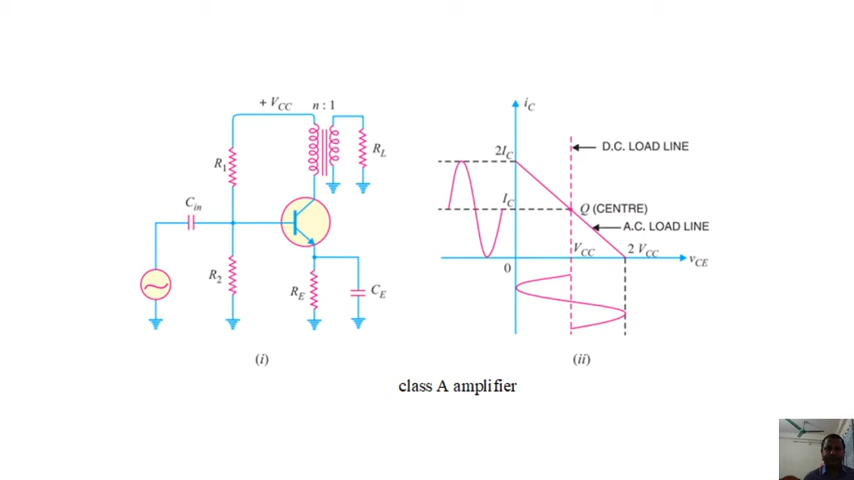 + V_CC
n : 1
R_1
R_L
C_in
R_2
R_E
C_E
(i)
i_C
2I_C
I_C
D.C. LOAD LINE
Q (CENTRE)
A.C. LOAD LINE
V_CC
2 V_CC
v_CE
0
(ii)
class A amplifier